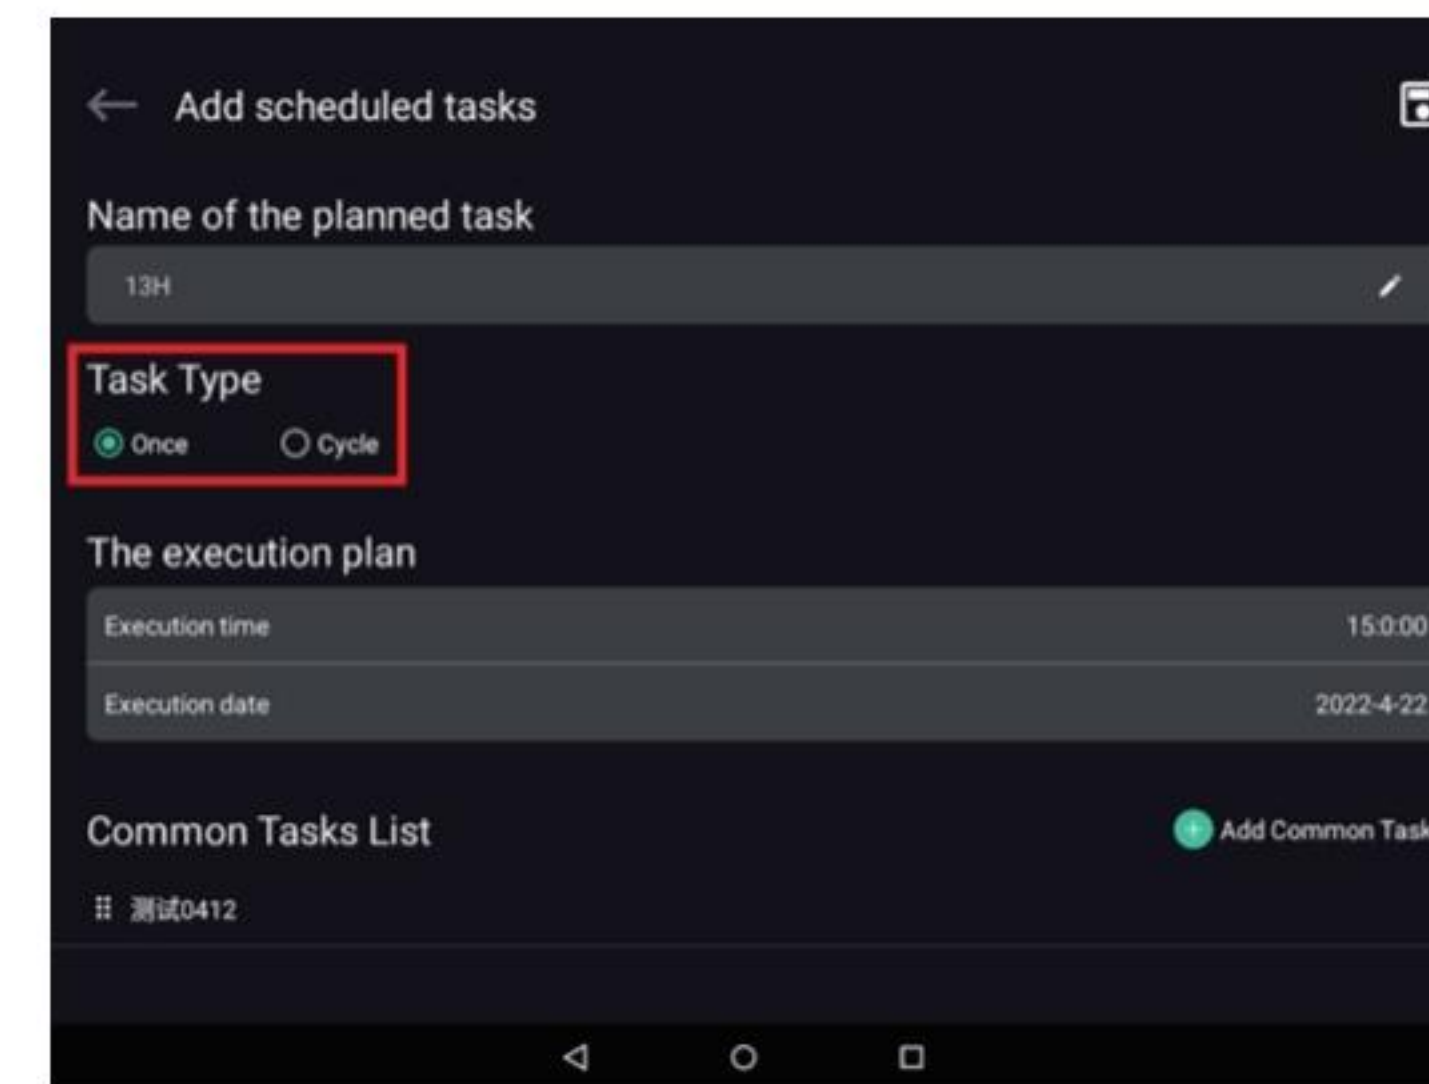 Add scheduled tasks
Name of the planned task
13H
Task Type
Once Cycle
The execution plan
Execution time 15:0:00
Execution date 2022-4-22
Common Tasks List Add Common Task
测试0412